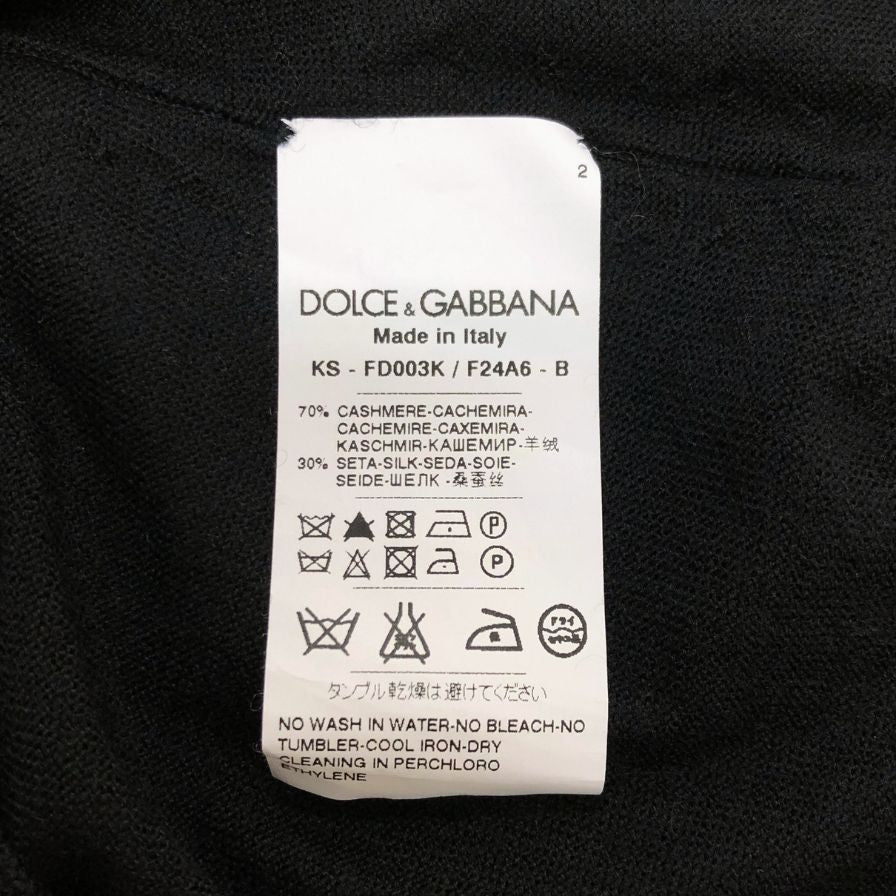 2
DOLCE & GABBANA
Made in Italy
KS - FD003K / F24A6 - B
70% CASHMERE-CACHEMIRA-
CACHEMIRE-CAXEMIRA-
KASCHMIR-КАШЕМИР-羊绒
30% SETA-SILK-SEDA-SOIE-
SEIDE-ШЕЛК -桑蚕丝
P
P
ドライ
タンブル乾燥は避けてください
NO WASH IN WATER-NO BLEACH-NO
TUMBLER-COOL IRON-DRY
CLEANING IN PERCHLORO
ETHYLENE